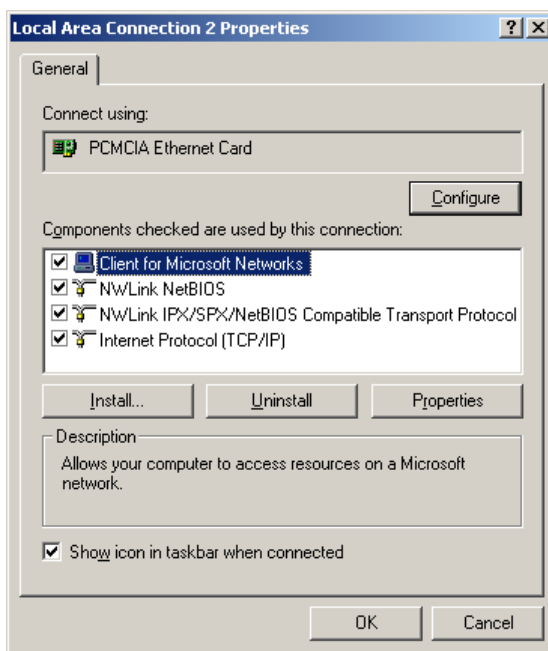 Local Area Connection 2 Properties
General
Connect using:
PCMCIA Ethernet Card
Configure
Components checked are used by this connection:
Client for Microsoft Networks
NWLink NetBIOS
NWLink IPX/SPX/NetBIOS Compatible Transport Protocol
Internet Protocol (TCP/IP)
Install... Uninstall Properties
Description
Allows your computer to access resources on a Microsoft
network.
Show icon in taskbar when connected
OK Cancel